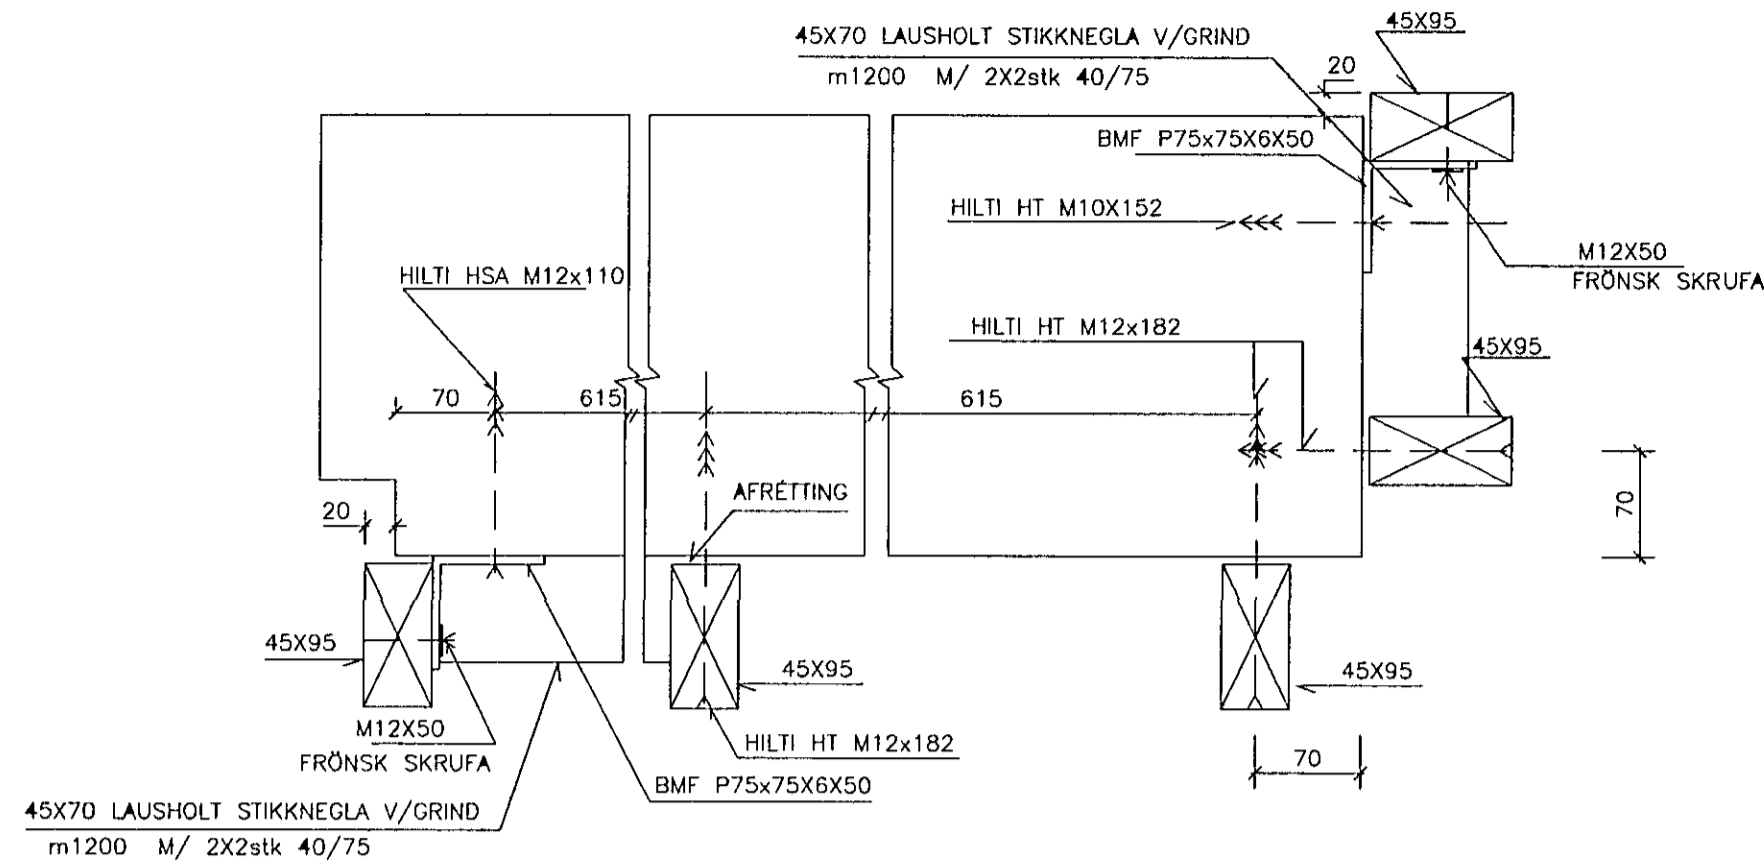 45X95
45X70 LAUSHOLT STIKKNEGLA V/GRIND
m1200 M/ 2X2stk 40/75
20
BMF P75x75X6X50
HILTI HT M10X152
M12X50
FRÖNSK SKRUFA
HILTI HSA M12x110
HILTI HT M12x182
45X95
70
615
615
AFRÉTTING
20
70
45X95
45X95
45X95
M12X50
FRÖNSK SKRUFA
HILTI HT M12x182
70
BMF P75x75X6X50
45X70 LAUSHOLT STIKKNEGLA V/GRIND
m1200 M/ 2X2stk 40/75